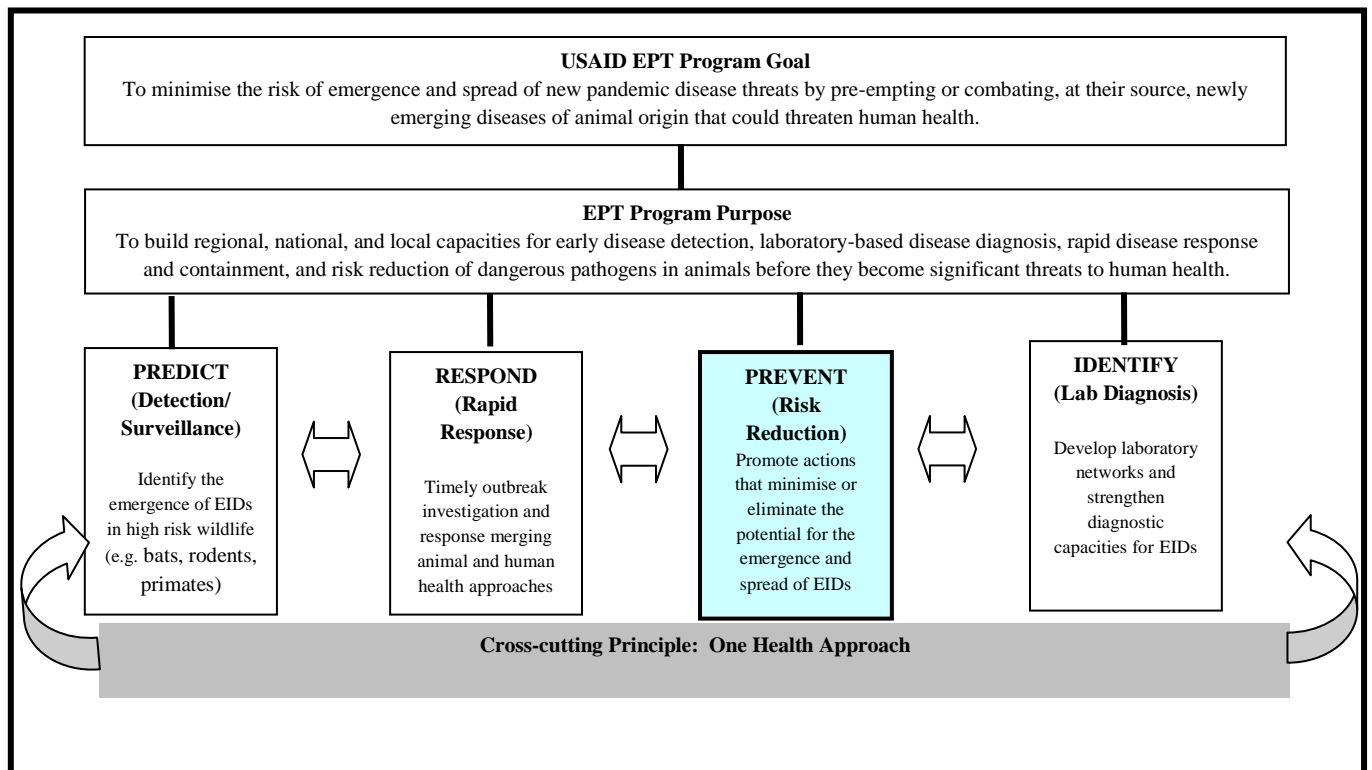 USAID EPT Program Goal
To minimise the risk of emergence and spread of new pandemic disease threats by pre-empting or combating, at their source, newly
emerging diseases of animal origin that could threaten human health.
EPT Program Purpose
To build regional, national, and local capacities for early disease detection, laboratory-based disease diagnosis, rapid disease response
and containment, and risk reduction of dangerous pathogens in animals before they become significant threats to human health.
PREDICT
(Detection/
Surveillance)
Identify the
emergence of EIDs
in high risk wildlife
(e.g. bats, rodents,
primates)
RESPOND
(Rapid
Response)
Timely outbreak
investigation and
response merging
animal and human
health approaches
PREVENT
(Risk
Reduction)
Promote actions
that minimise or
eliminate the
potential for the
emergence and
spread of EIDs
IDENTIFY
(Lab Diagnosis)
Develop laboratory
networks and
strengthen
diagnostic
capacities for EIDs
Cross-cutting Principle: One Health Approach